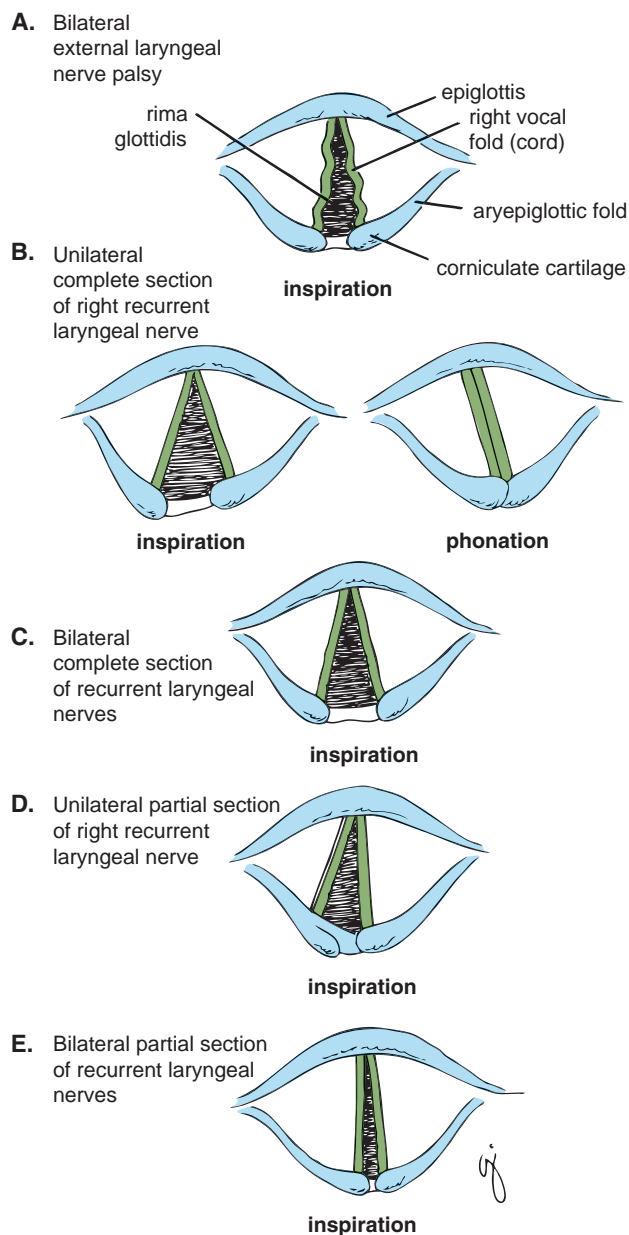 A. Bilateral
external laryngeal
nerve palsy
rima
glottidis
epiglottis
right vocal
fold (cord)
aryepiglottic fold
corniculate cartilage
inspiration
B. Unilateral
complete section
of right recurrent
laryngeal nerve
inspiration
phonation
C. Bilateral
complete section
of recurrent laryngeal
nerves
inspiration
D. Unilateral partial section
of right recurrent
laryngeal nerve
inspiration
E. Bilateral partial section
of recurrent laryngeal
nerves
inspiration